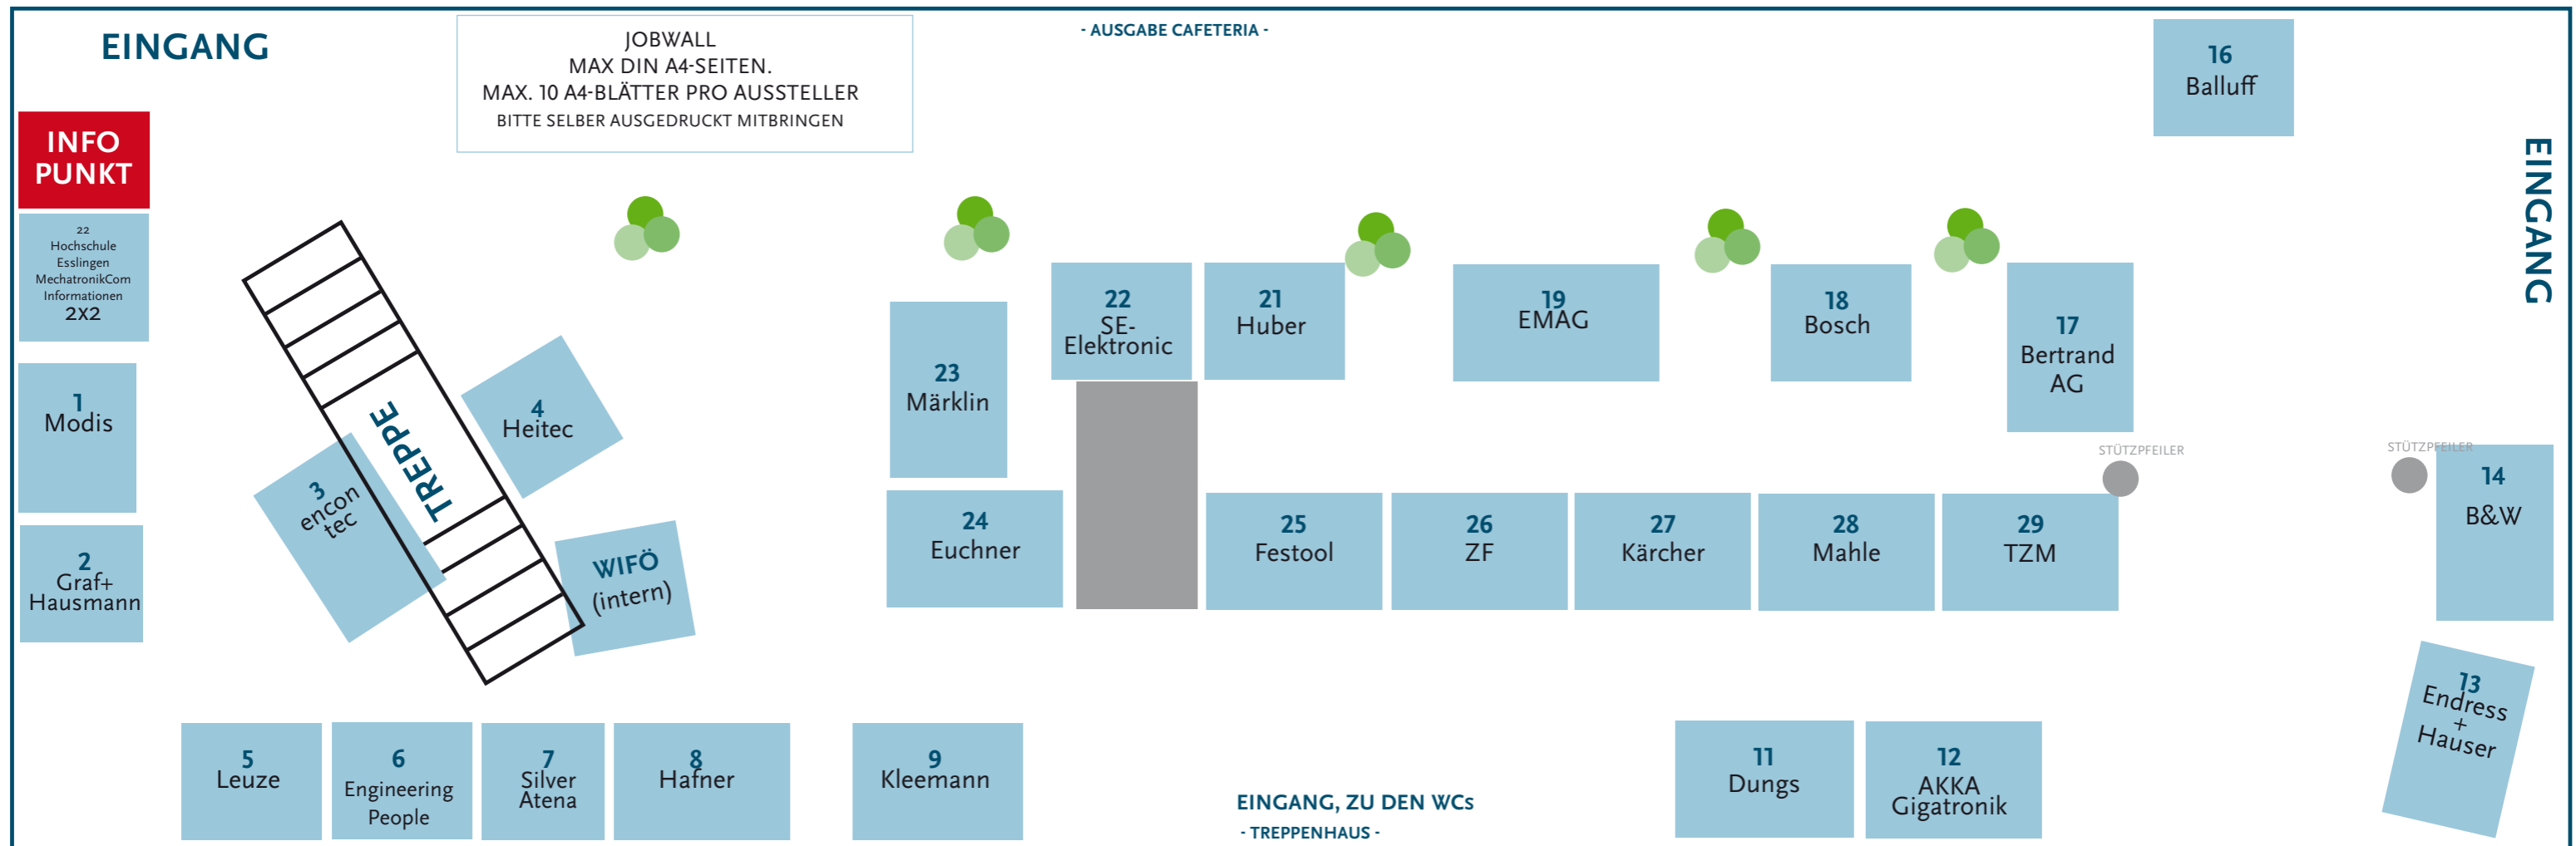 EINGANG
JOBWALL
MAX DIN A4-SEITEN.
MAX. 10 A4-BLÄTTER PRO AUSSTELLER
BITTE SELBER AUSGEDRUCKT MITBRINGEN
- AUSGABE CAFETERIA -
16
Balluff
EINGANG
INFO
PUNKT
22
Hochschule
Esslingen
MechatronikCom
Informationen
2X2
1
Modis
2
Graf+
Hausmann
TREPPE
3
encon
tec
4
Heitec
WIFÖ
(intern)
23
Märklin
22
SE-
Elektronic
21
Huber
19
EMAG
18
Bosch
17
Bertrand
AG
STÜTZPFEILER
STÜTZPFEILER
14
B&W
24
Euchner
25
Festool
26
ZF
27
Kärcher
28
Mahle
29
TZM
13
Endress
+
Hauser
5
Leuze
6
Engineering
People
7
Silver
Atena
8
Hafner
9
Kleemann
EINGANG, ZU DEN WCs
- TREPPENHAUS -
11
Dungs
12
AKKA
Gigatronik